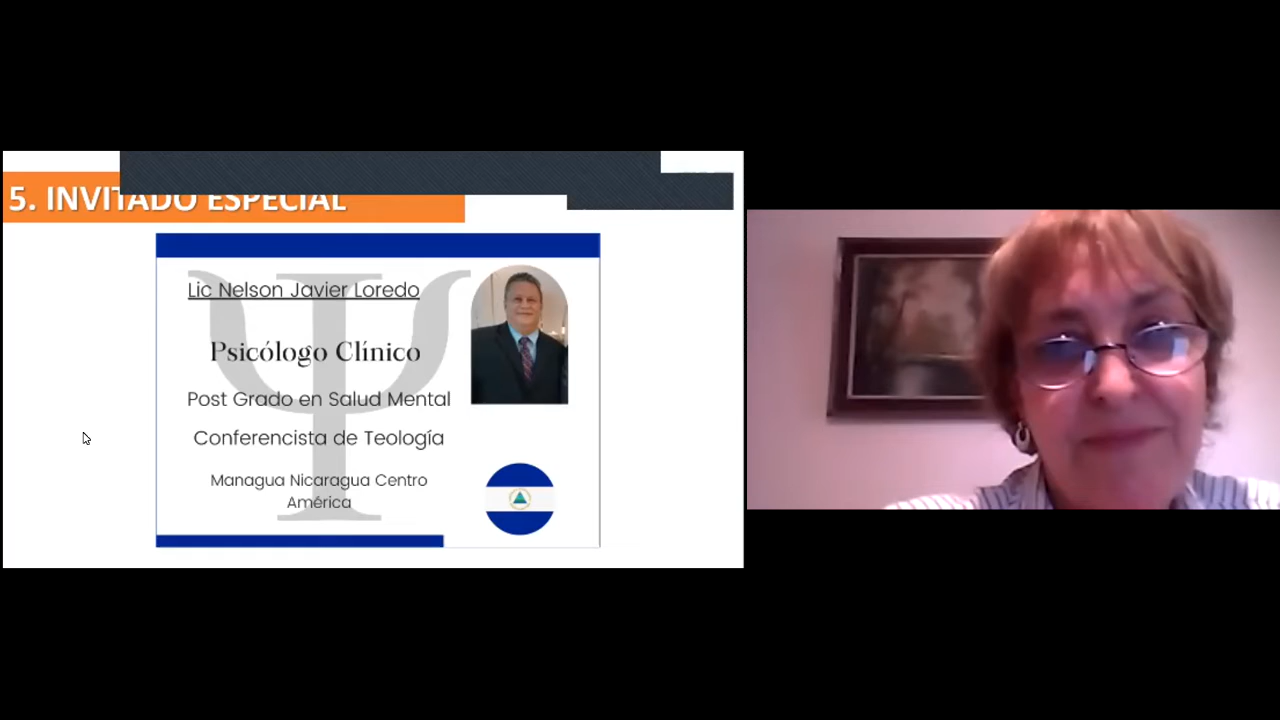 5. INVITADO ESPECIAL
Lic Nelson Javier Loredo
Psicólogo Clínico
Post Grado en Salud Mental
Conferencista de Teología
Managua Nicaragua Centro
América